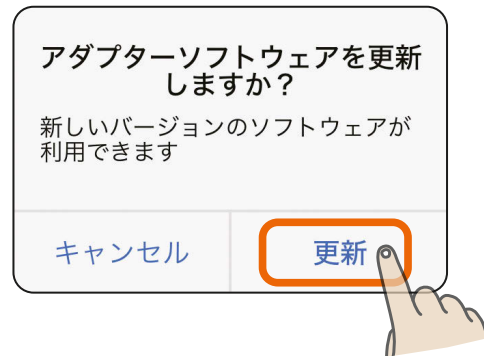 アダプターソフトウェアを更新
しますか？
新しいバージョンのソフトウェアが
利用できます
キャンセル
更新